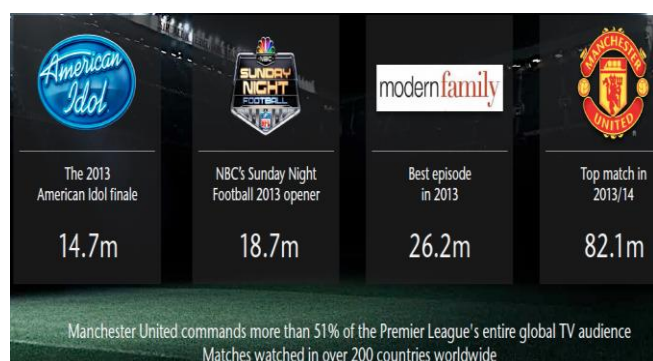 American
Idol
The 2013
American Idol finale
14.7m
NBC
SUNDAY
NIGHT
FOOTBALL
NBC's Sunday Night
Football 2013 opener
18.7m
modern family
Best episode
in 2013
26.2m
MANCHESTER
UNITED
Top match in
2013/14
82.1m
Manchester United commands more than 51% of the Premier League's entire global TV audience
Matches watched in over 200 countries worldwide